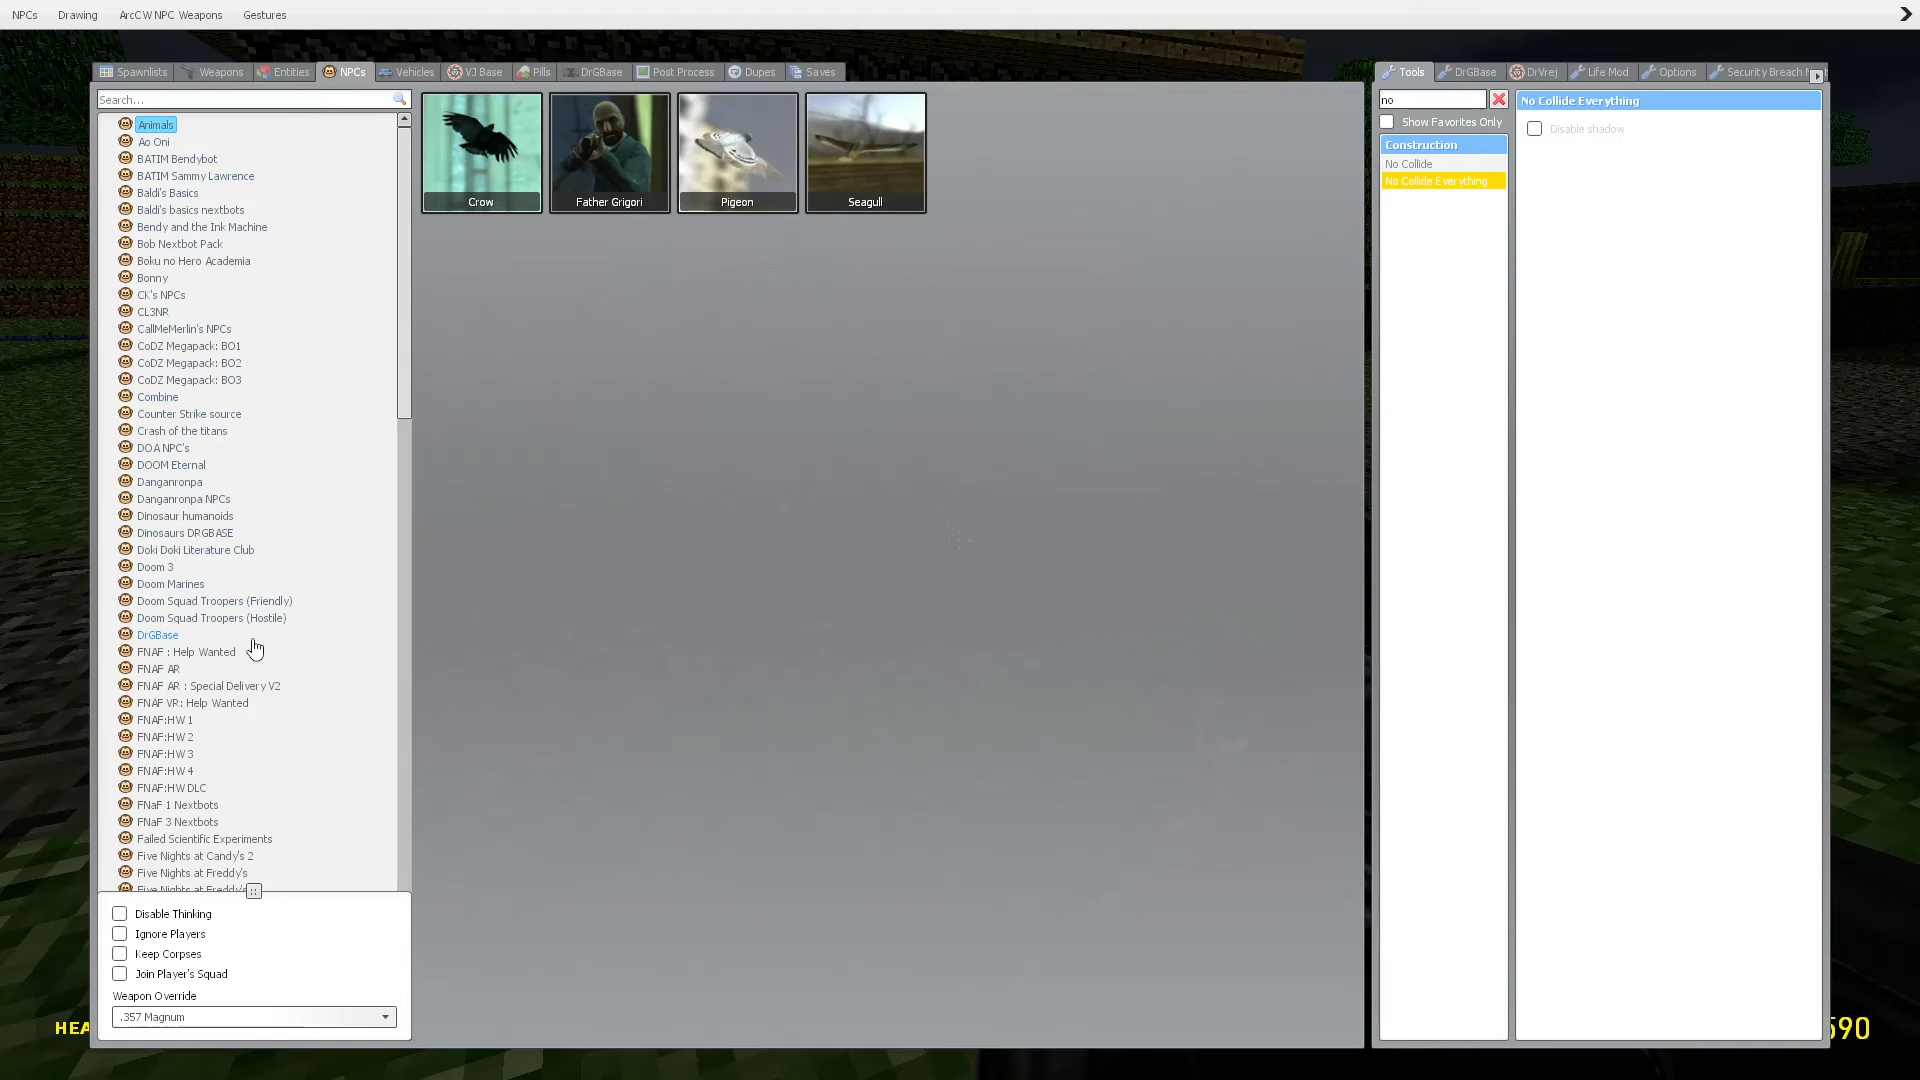 NPCs Drawing ArcCW NPC Weapons Gestures
Spawnlists Weapons Entities NPCs Vehicles VJ Base Pills DrGBase Post Process Dupes Saves
Tools DrGBase DrVrej Life Mod Options Security Breach
Search...
Animals
Ao Oni
BATIM Bendybot
BATIM Sammy Lawrence
Baldi's Basics
Baldi's basics nextbots
Bendy and the Ink Machine
Bob Nextbot Pack
Boku no Hero Academia
Bonny
CK's NPCs
CL3NR
CallMeMerlin's NPCs
CoDZ Megapack: BO1
CoDZ Megapack: BO2
CoDZ Megapack: BO3
Combine
Counter Strike source
Crash of the titans
DOA NPC's
DOOM Eternal
Danganronpa
Danganronpa NPCs
Dinosaur humanoids
Dinosaurs DRGBASE
Doki Doki Literature Club
Doom 3
Doom Marines
Doom Squad Troopers (Friendly)
Doom Squad Troopers (Hostile)
DrGBase
FNAF : Help Wanted
FNAF AR
FNAF AR : Special Delivery V2
FNAF VR: Help Wanted
FNAF:HW 1
FNAF:HW 2
FNAF:HW 3
FNAF:HW 4
FNAF:HW DLC
FNaF 1 Nextbots
FNaF 3 Nextbots
Failed Scientific Experiments
Five Nights at Candy's 2
Five Nights at Freddy's
Five Nights at Freddy's
Disable Thinking
Ignore Players
Keep Corpses
Join Player's Squad
Weapon Override
.357 Magnum
Crow Father Grigori Pigeon Seagull
no
Show Favorites Only
Construction
No Collide
No Collide Everything
No Collide Everything
Disable shadow
HEA
590